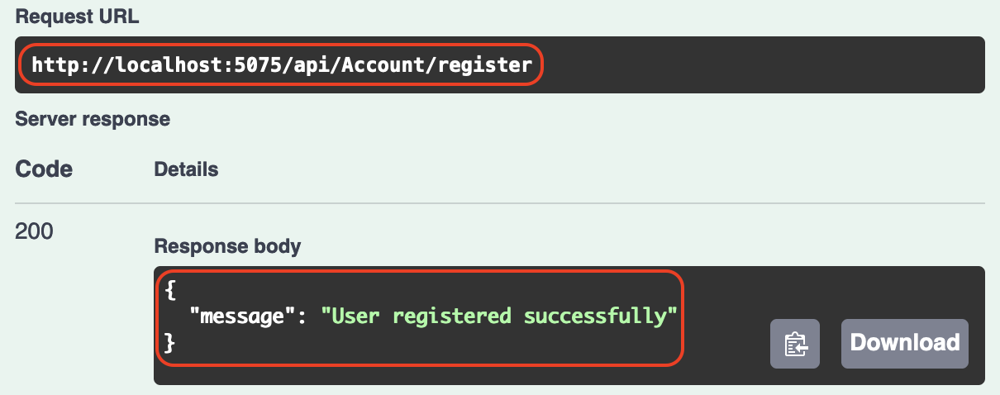 Request URL
http://localhost:5075/api/Account/register
Server response
Code Details
200
Response body
{
"message": "User registered successfully"
}
Download